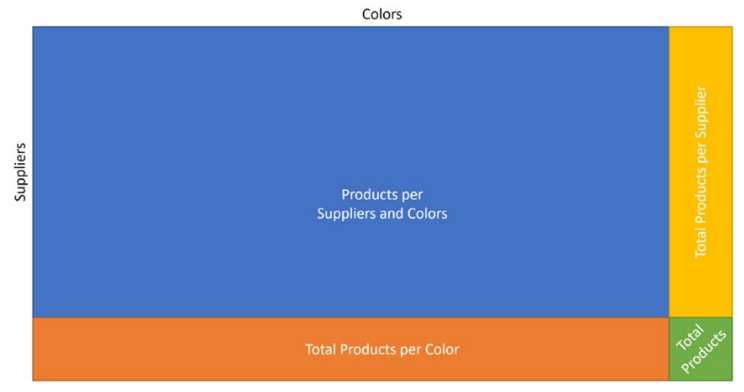 Colors
Suppliers
Products per
Suppliers and Colors
Total Products per Supplier
Total Products per Color
Total
Products